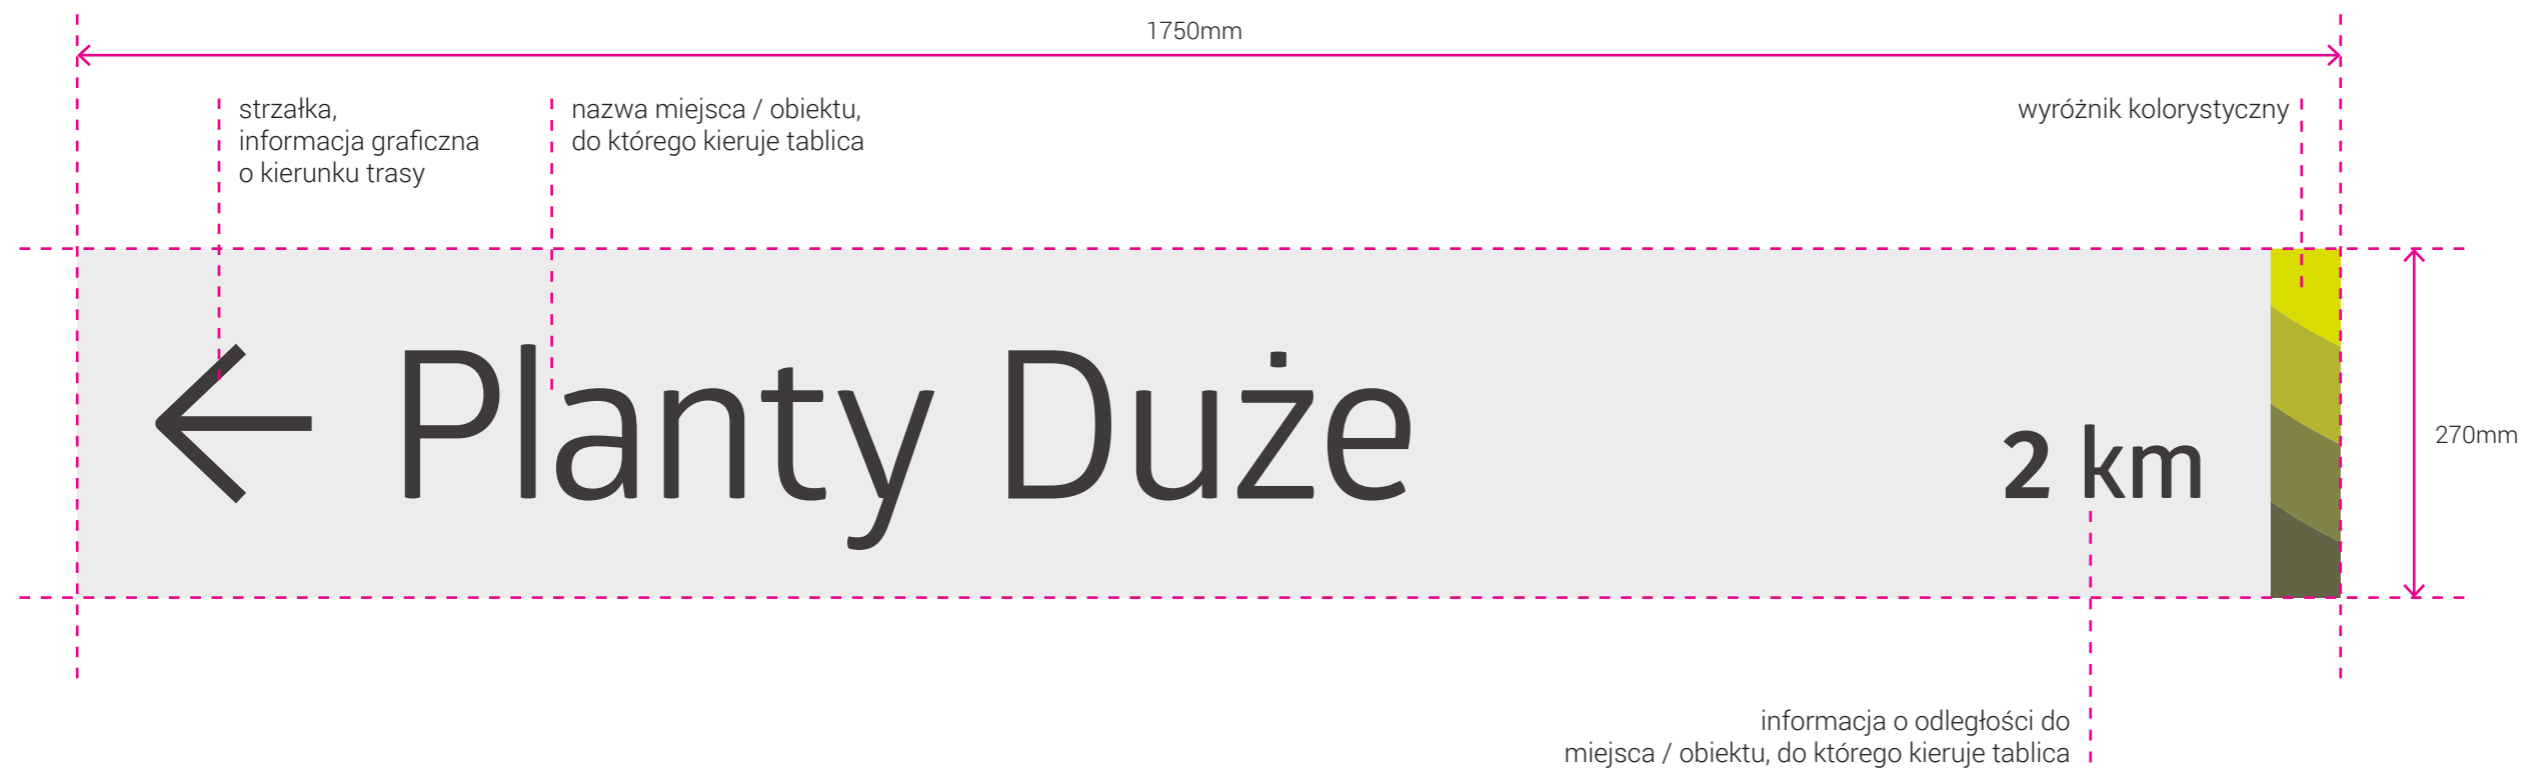 1750mm
strzałka,
informacja graficzna
o kierunku trasy
nazwa miejsca / obiektu,
do którego kieruje tablica
wyróżnik kolorystyczny
Planty Duże
2 km
270mm
informacja o odległości do
miejsca / obiektu, do którego kieruje tablica